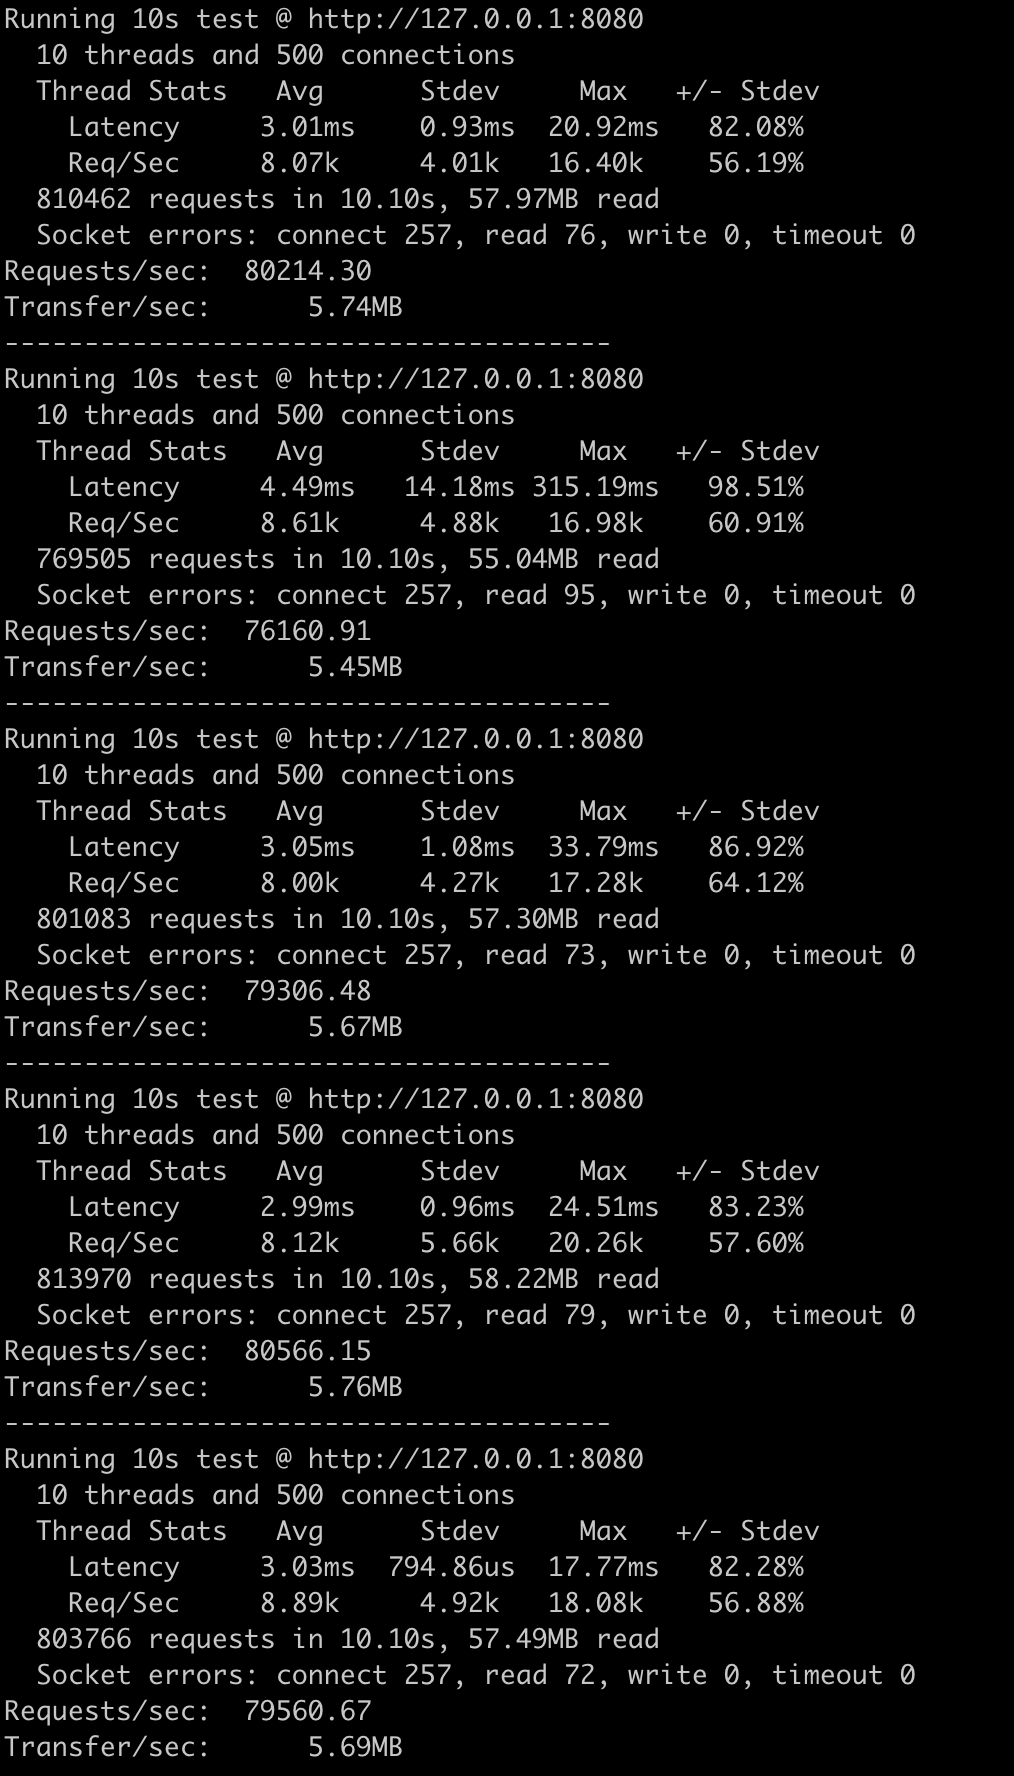 Running 10s test @ http://127.0.0.1:8080
  10 threads and 500 connections
  Thread Stats   Avg      Stdev     Max   +/- Stdev
    Latency     3.01ms    0.93ms  20.92ms   82.08%
    Req/Sec     8.07k     4.01k   16.40k    56.19%
  810462 requests in 10.10s, 57.97MB read
  Socket errors: connect 257, read 76, write 0, timeout 0
Requests/sec:  80214.30
Transfer/sec:      5.74MB
--------------------------------------
Running 10s test @ http://127.0.0.1:8080
  10 threads and 500 connections
  Thread Stats   Avg      Stdev     Max   +/- Stdev
    Latency     4.49ms   14.18ms 315.19ms   98.51%
    Req/Sec     8.61k     4.88k   16.98k    60.91%
  769505 requests in 10.10s, 55.04MB read
  Socket errors: connect 257, read 95, write 0, timeout 0
Requests/sec:  76160.91
Transfer/sec:      5.45MB
--------------------------------------
Running 10s test @ http://127.0.0.1:8080
  10 threads and 500 connections
  Thread Stats   Avg      Stdev     Max   +/- Stdev
    Latency     3.05ms    1.08ms  33.79ms   86.92%
    Req/Sec     8.00k     4.27k   17.28k    64.12%
  801083 requests in 10.10s, 57.30MB read
  Socket errors: connect 257, read 73, write 0, timeout 0
Requests/sec:  79306.48
Transfer/sec:      5.67MB
--------------------------------------
Running 10s test @ http://127.0.0.1:8080
  10 threads and 500 connections
  Thread Stats   Avg      Stdev     Max   +/- Stdev
    Latency     2.99ms    0.96ms  24.51ms   83.23%
    Req/Sec     8.12k     5.66k   20.26k    57.60%
  813970 requests in 10.10s, 58.22MB read
  Socket errors: connect 257, read 79, write 0, timeout 0
Requests/sec:  80566.15
Transfer/sec:      5.76MB
--------------------------------------
Running 10s test @ http://127.0.0.1:8080
  10 threads and 500 connections
  Thread Stats   Avg      Stdev     Max   +/- Stdev
    Latency     3.03ms  794.86us  17.77ms   82.28%
    Req/Sec     8.89k     4.92k   18.08k    56.88%
  803766 requests in 10.10s, 57.49MB read
  Socket errors: connect 257, read 72, write 0, timeout 0
Requests/sec:  79560.67
Transfer/sec:      5.69MB